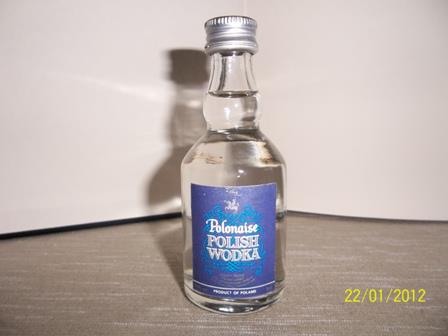 Polonaise
POLISH
WODKA
PRODUCT OF POLAND
22/01/2012